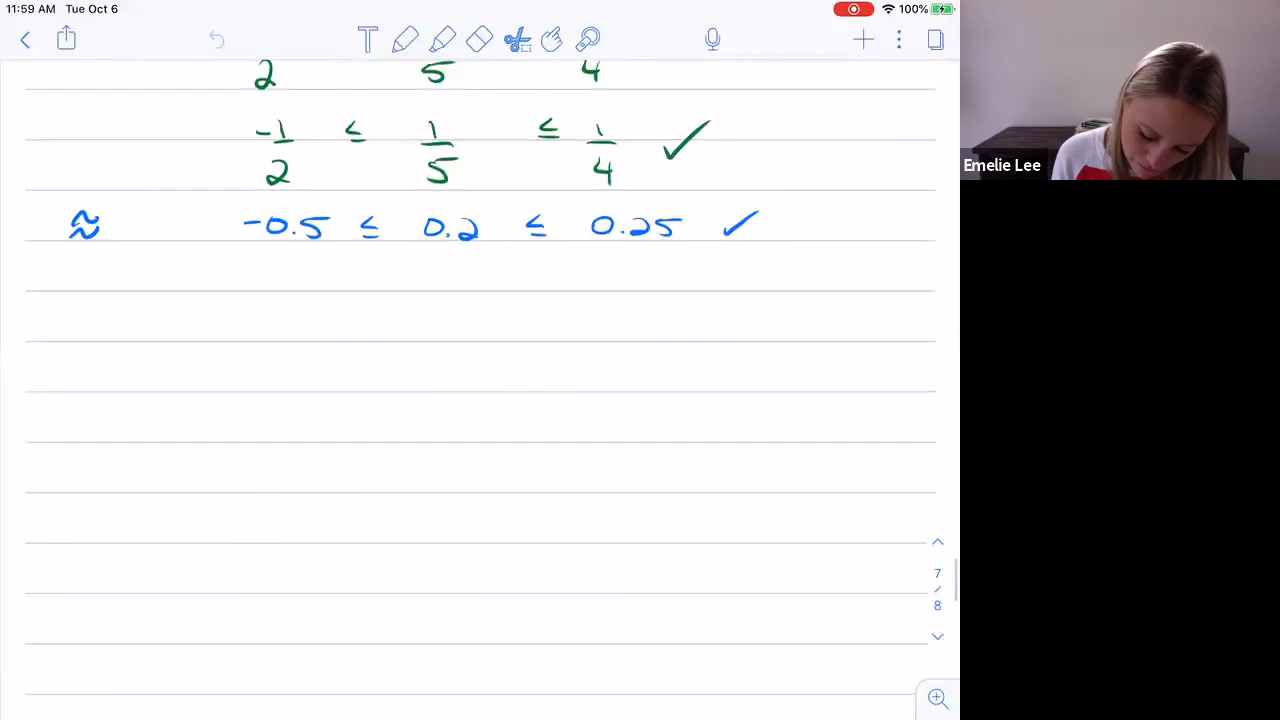 11:59 AM Tue Oct 6
100%
T
2 5 4
-1/2 ≤ 1/5 ≤ 1/4 ✓
≈ -0.5 ≤ 0.2 ≤ 0.25 ✓
Emelie Lee
7
/
8